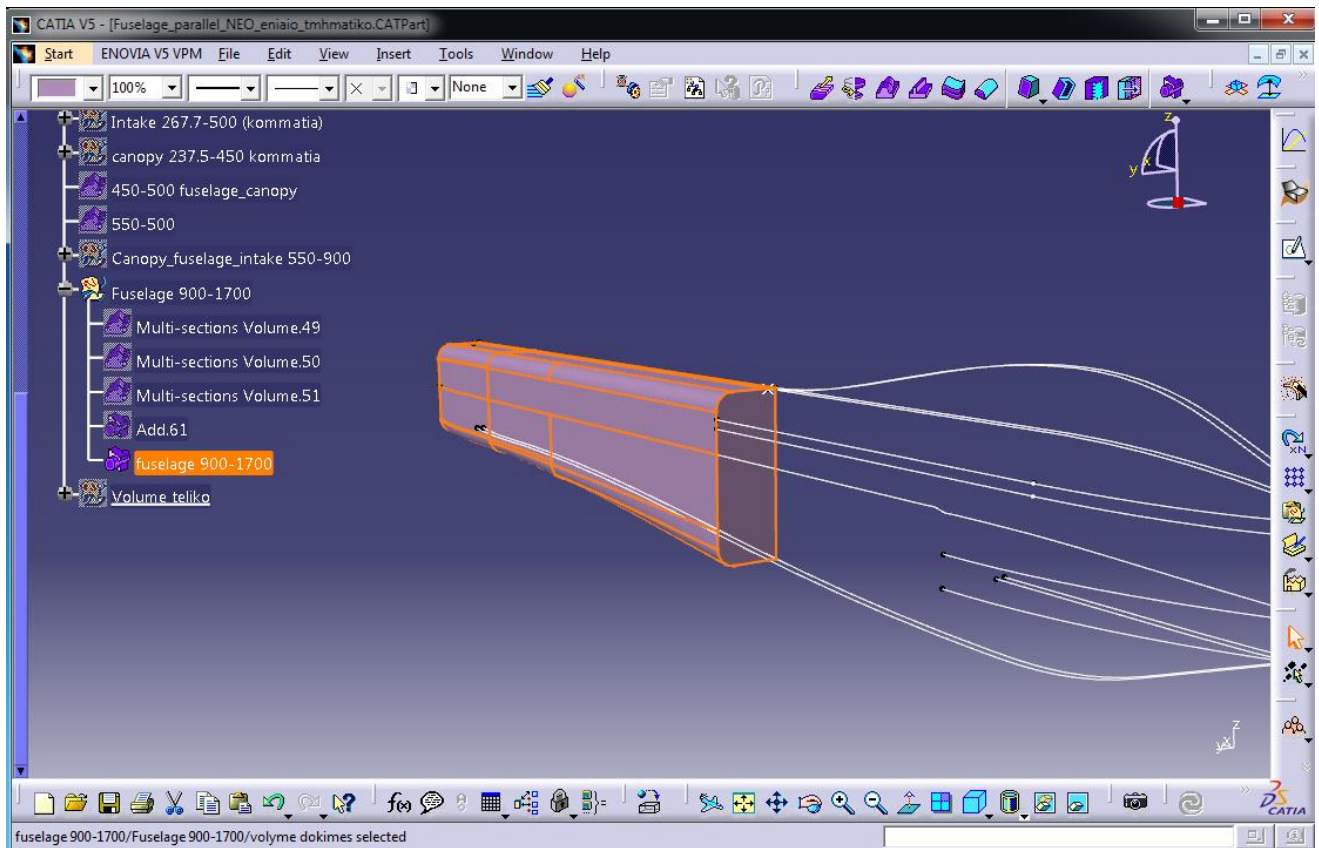 CATIA V5 - [Fuselage_parallel_NEO_eniaio_tmhmatiko.CATPart]
Start ENOVIA V5 VPM File Edit View Insert Tools Window Help
100% None
Intake 267.7-500 (kommatia)
canopy 237.5-450 kommatia
450-500 fuselage_canopy
550-500
Canopy_fuselage_intake 550-900
Fuselage 900-1700
Multi-sections Volume.49
Multi-sections Volume.50
Multi-sections Volume.51
Add.61
fuselage 900-1700
Volume teliko
z
y x
xN
z
y x
f(x)
CATIA
fuselage 900-1700/Fuselage 900-1700/volyme dokimes selected